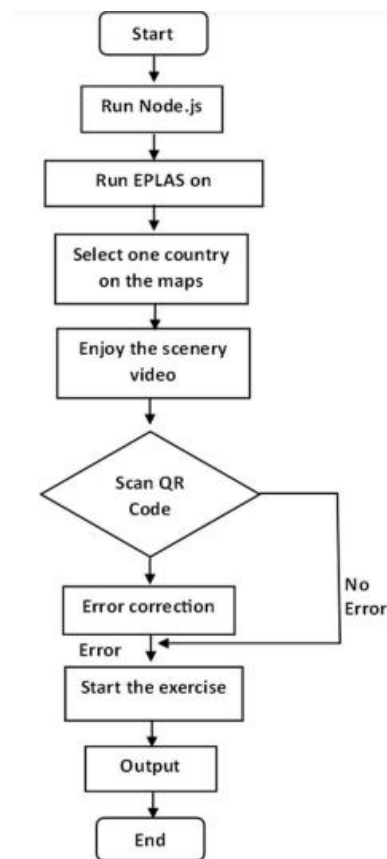 Start
Run Node.js
Run EPLAS on
Select one country
on the maps
Enjoy the scenery
video
Scan QR
Code
No
Error
Error correction
Error
Start the exercise
Output
End